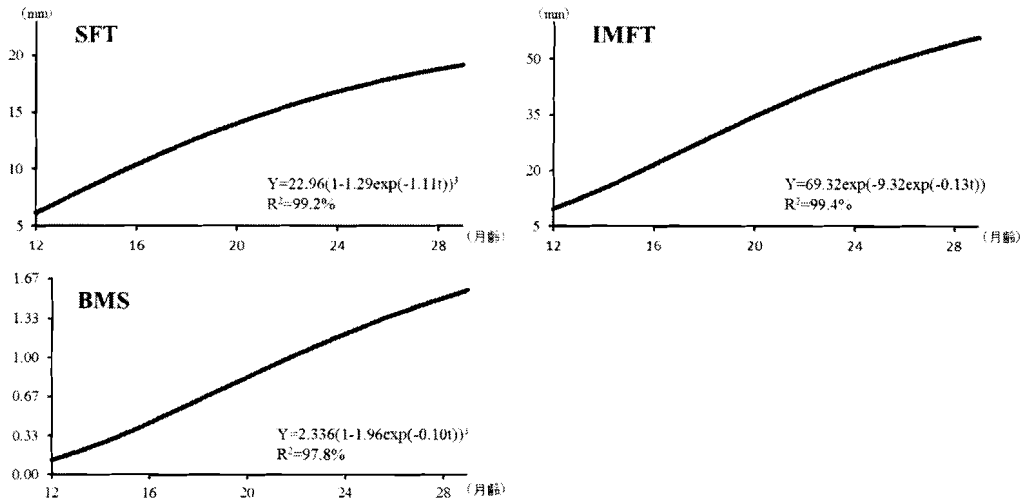 (mm)
SFT
20
15
10
5
12 16 20 24 28 (月齡)
Y=22.96(1-1.29exp(-1.11t))³
R²=99.2%
(mm)
IMFT
50
35
20
5
12 16 20 24 28 (月齡)
Y=69.32exp(-9.32exp(-0.13t))
R²=99.4%
1.67
BMS
1.33
1.00
0.67
0.33
0.00
12 16 20 24 28 (月齡)
Y=2.336(1-1.96exp(-0.10t))³
R²=97.8%